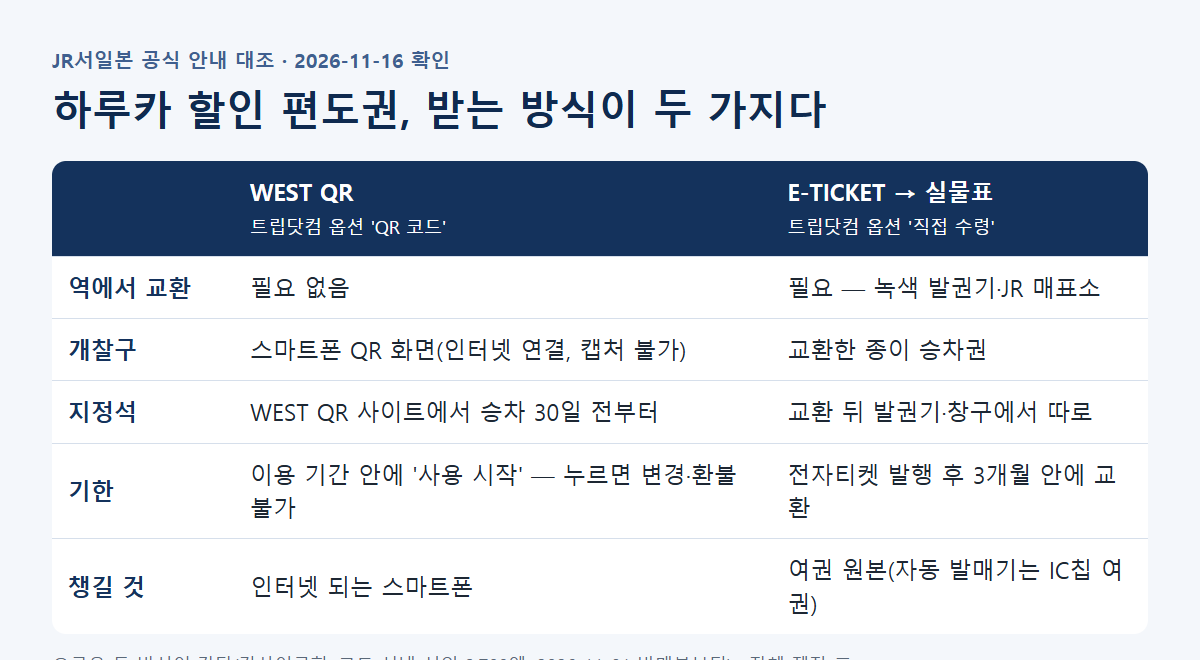 JR서일본 공식 안내 대조 · 2026-11-16 확인
하루카 할인 편도권, 받는 방식이 두 가지다
WEST QR
트립닷컴 옵션 'QR 코드'
E-TICKET → 실물표
트립닷컴 옵션 '직접 수령'
역에서 교환
필요 없음
필요 — 녹색 발권기·JR 매표소
개찰구
스마트폰 QR 화면(인터넷 연결, 캡처 불가)
교환한 종이 승차권
지정석
WEST QR 사이트에서 승차 30일 전부터
교환 뒤 발권기·창구에서 따로
기한
이용 기간 안에 '사용 시작' — 누르면 변경·환불
불가
전자티켓 발행 후 3개월 안에 교
환
챙길 것
인터넷 되는 스마트폰
여권 원본(자동 발매기는 IC칩 여
권)